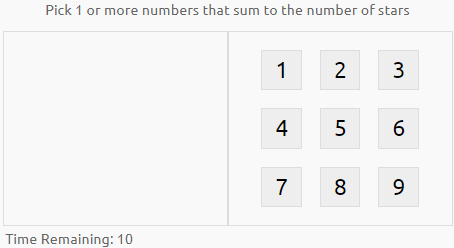 Pick 1 or more numbers that sum to the number of stars
1 2 3
4 5 6
7 8 9
Time Remaining: 10